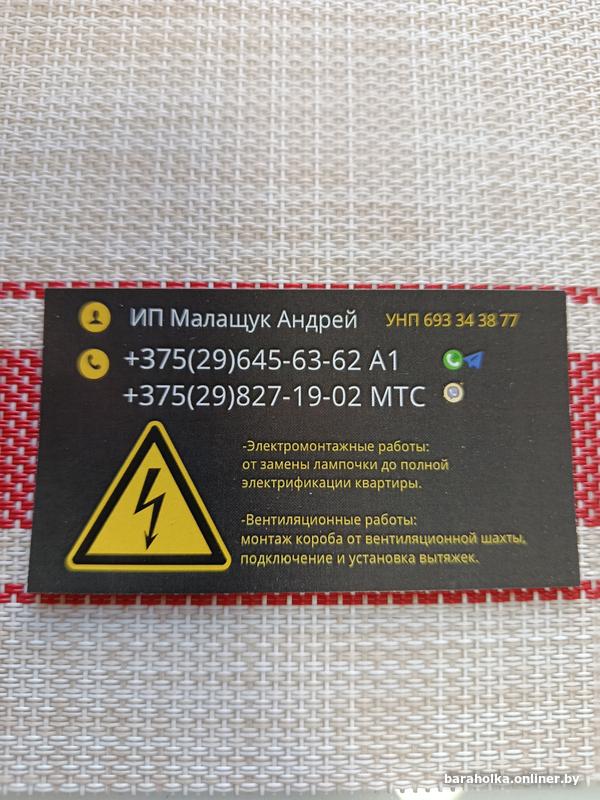 ИП Малащук Андрей УНП 693 34 38 77
+375(29)645-63-62 А1
+375(29)827-19-02 МТС
-Электромонтажные работы:
от замены лампочки до полной
электрификации квартиры.
-Вентиляционные работы:
монтаж короба от вентиляционной шахты,
подключение и установка вытяжек.
baraholka.onliner.by